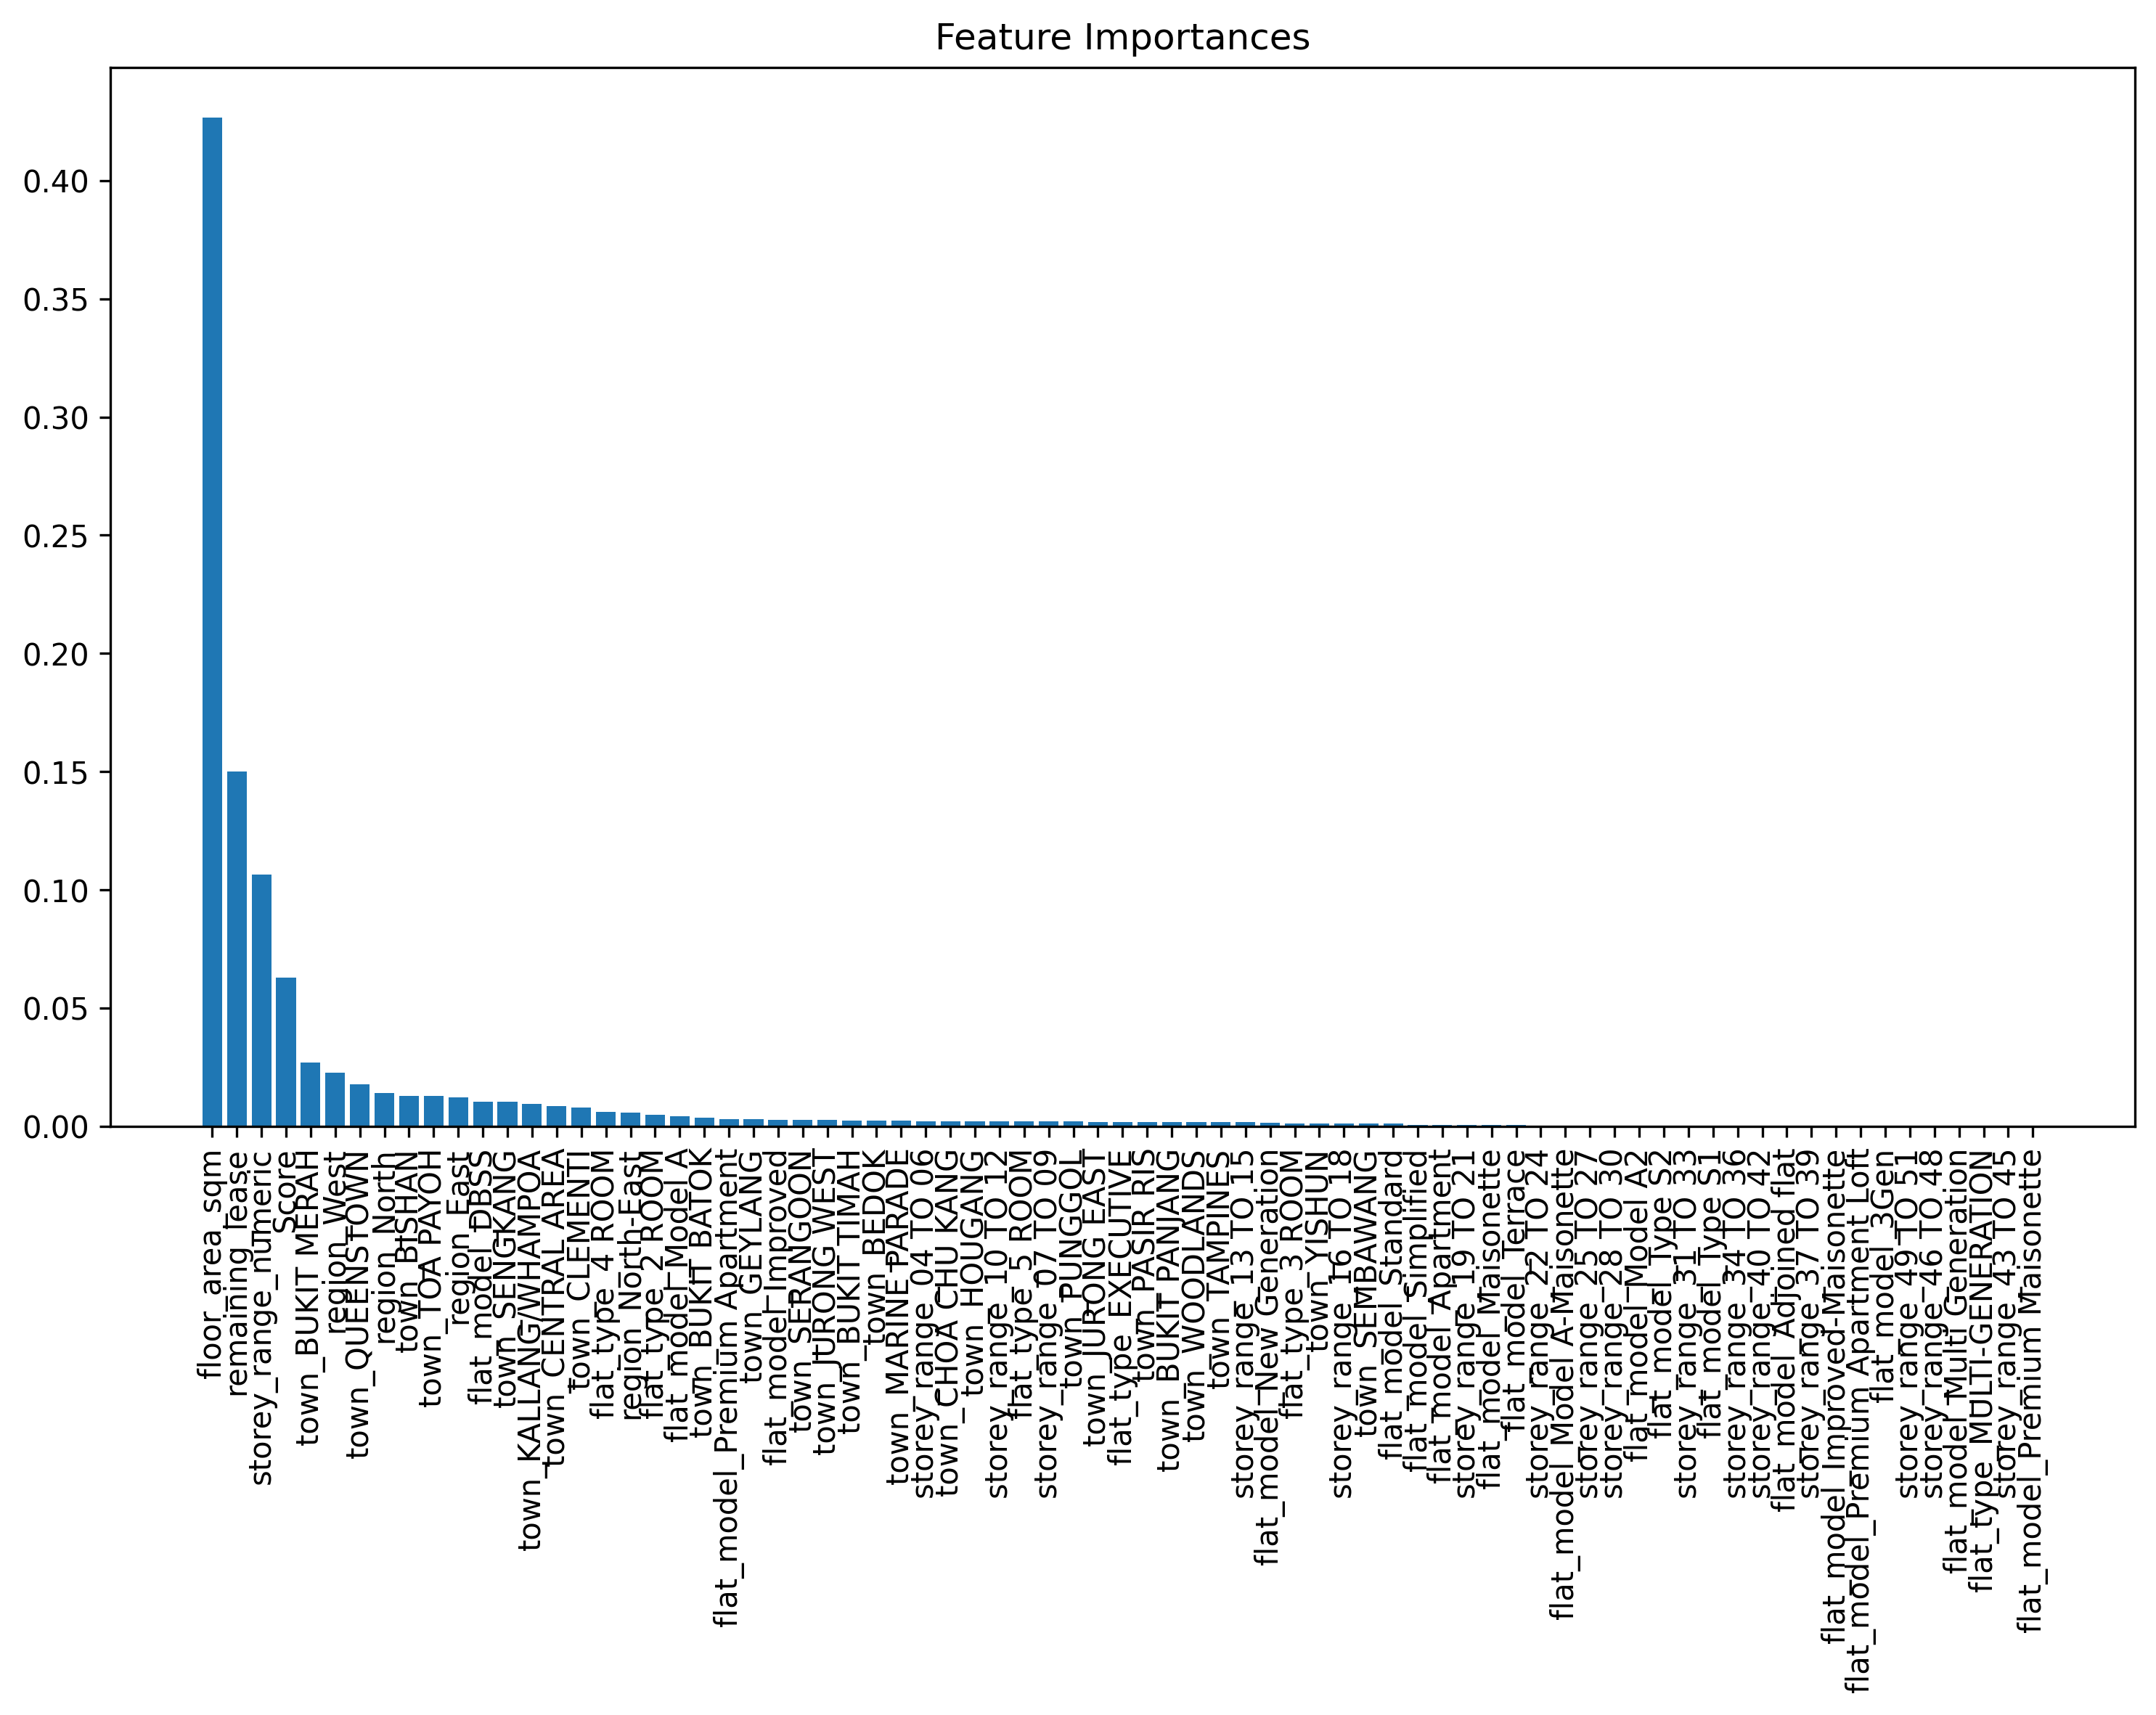 Feature Importances
0.40
0.35
0.30
0.25
0.20
0.15
0.10
0.05
0.00
floor_area_sqm
remaining_lease
storey_range_numeric
Score
town_BUKIT MERAH
region_West
town_QUEENSTOWN
region_North
town_BISHAN
town_TOA PAYOH
region_East
flat_model_DBSS
town_SENGKANG
town_KALLANG/WHAMPOA
town_CENTRAL AREA
town_CLEMENTI
flat_type_4 ROOM
region_North-East
flat_type_2 ROOM
flat_model_Model A
town_BUKIT BATOK
flat_model_Premium Apartment
town_GEYLANG
flat_model_Improved
town_SERANGOON
town_JURONG WEST
town_BUKIT TIMAH
town_BEDOK
town_MARINE PARADE
storey_range_04 TO 06
town_CHOA CHU KANG
town_HOUGANG
storey_range_10 TO 12
flat_type_5 ROOM
storey_range_07 TO 09
town_PUNGGOL
town_JURONG EAST
flat_type_EXECUTIVE
town_PASIR RIS
town_BUKIT PANJANG
town_WOODLANDS
town_TAMPINES
storey_range_13 TO 15
flat_model_New Generation
flat_type_3 ROOM
town_YISHUN
storey_range_16 TO 18
town_SEMBAWANG
flat_model_Standard
flat_model_Simplified
flat_model_Apartment
storey_range_19 TO 21
flat_model_Maisonette
flat_model_Terrace
storey_range_22 TO 24
flat_model_Model A-Maisonette
storey_range_25 TO 27
storey_range_28 TO 30
flat_model_Model A2
flat_model_Type S2
storey_range_31 TO 33
flat_model_Type S1
storey_range_34 TO 36
storey_range_40 TO 42
flat_model_Adjoined flat
storey_range_37 TO 39
flat_model_Improved-Maisonette
flat_model_Premium Apartment Loft
flat_model_3Gen
storey_range_49 TO 51
storey_range_46 TO 48
flat_model_Multi Generation
flat_type_MULTI-GENERATION
storey_range_43 TO 45
flat_model_Premium Maisonette